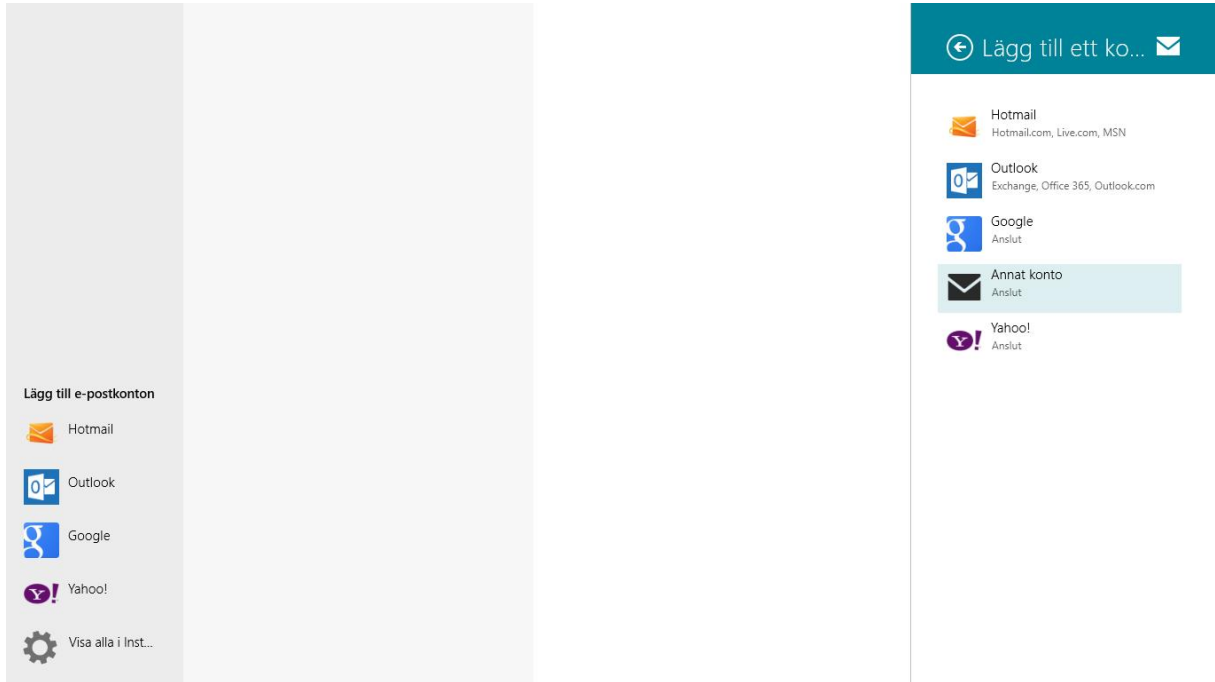 Lägg till e-postkonton
Hotmail
Outlook
Google
Yahoo!
Visa alla i Inst...
Lägg till ett ko...
Hotmail
Hotmail.com, Live.com, MSN
Outlook
Exchange, Office 365, Outlook.com
Google
Anslut
Annat konto
Anslut
Yahoo!
Anslut